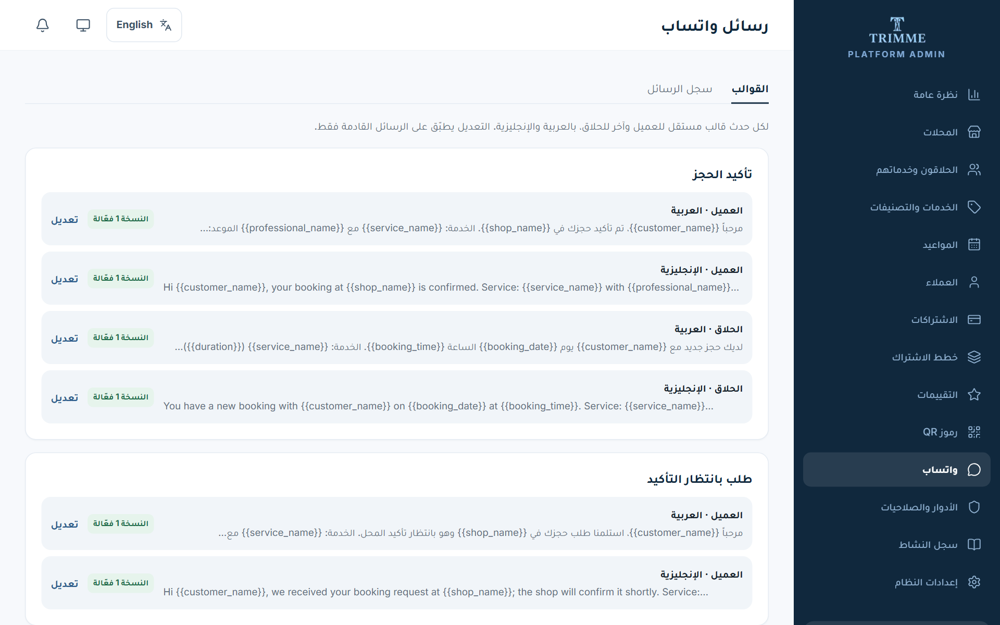 TRIMME
PLATFORM ADMIN
نظرة عامة
المحلات
الحلاقون وخدماتهم
الخدمات والتصنيفات
المواعيد
العملاء
الاشتراكات
خطط الاشتراك
التقييمات
رموز QR
واتساب
الأدوار والصلاحيات
سجل النشاط
إعدادات النظام
رسائل واتساب
English
القوالب
سجل الرسائل
لكل حدث قالب مستقل للعميل وآخر للحلاق، بالعربية والإنجليزية. التعديل يطبّق على الرسائل القادمة فقط.
تأكيد الحجز
العميل · العربية
مرحباً {{customer_name}}، تم تأكيد حجزك في {{shop_name}}. الخدمة: {{service_name}} مع {{professional_name}} الموعد:...
النسخة 1 فعّالة
تعديل
العميل · الإنجليزية
Hi {{customer_name}}, your booking at {{shop_name}} is confirmed. Service: {{service_name}} with {{professional_name}}...
النسخة 1 فعّالة
تعديل
الحلاق · العربية
لديك حجز جديد مع {{customer_name}} يوم {{booking_date}} الساعة {{booking_time}}. الخدمة: {{service_name}} ({{duration}})...
النسخة 1 فعّالة
تعديل
الحلاق · الإنجليزية
You have a new booking with {{customer_name}} on {{booking_date}} at {{booking_time}}. Service: {{service_name}}...
النسخة 1 فعّالة
تعديل
طلب بانتظار التأكيد
العميل · العربية
مرحباً {{customer_name}}، استلمنا طلب حجزك في {{shop_name}} وهو بانتظار تأكيد المحل. الخدمة: {{service_name}} مع...
النسخة 1 فعّالة
تعديل
العميل · الإنجليزية
Hi {{customer_name}}, we received your booking request at {{shop_name}}; the shop will confirm it shortly. Service:...
النسخة 1 فعّالة
تعديل